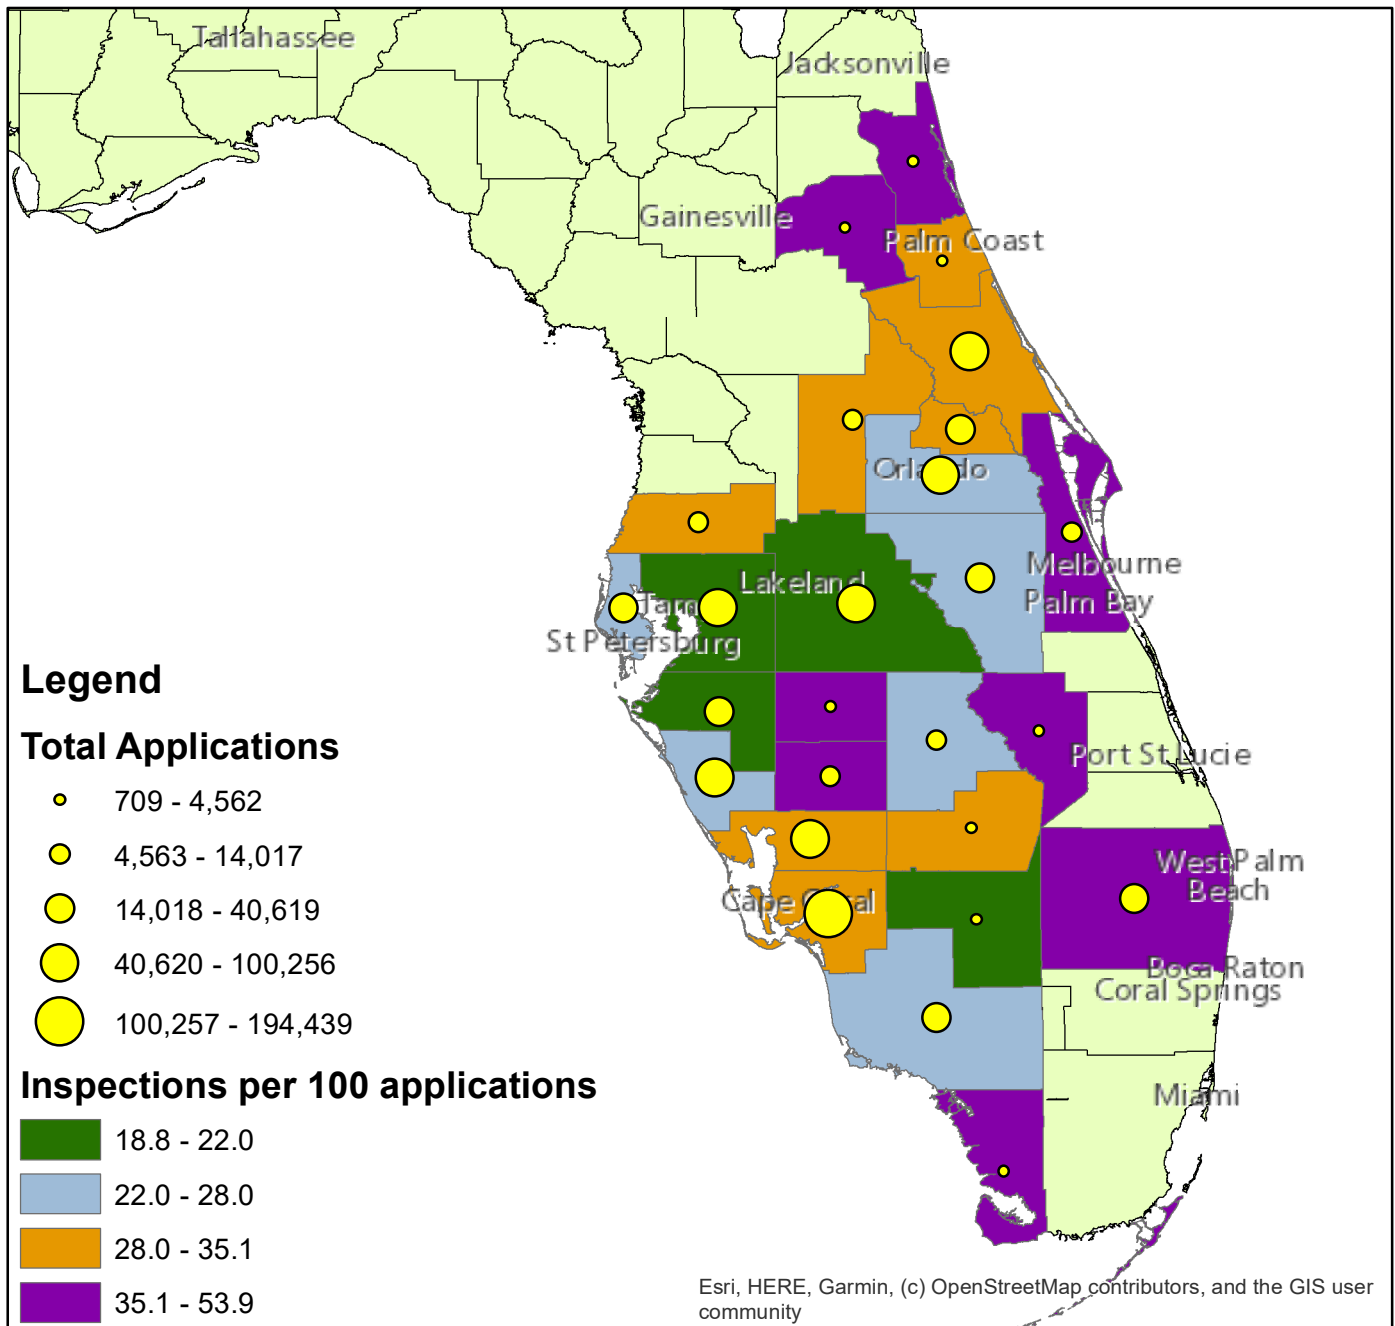 Tallahassee
Jacksonville
Gainesville
Palm Coast
Orlando
Lakeland
Melbourne
Palm Bay
St Petersburg
Port St Lucie
West Palm
Beach
Cape Coral
Boca Raton
Coral Springs
Miami
Legend
Total Applications
709 - 4,562
4,563 - 14,017
14,018 - 40,619
40,620 - 100,256
100,257 - 194,439
Inspections per 100 applications
18.8 - 22.0
22.0 - 28.0
28.0 - 35.1
35.1 - 53.9
Esri, HERE, Garmin, (c) OpenStreetMap contributors, and the GIS user
community